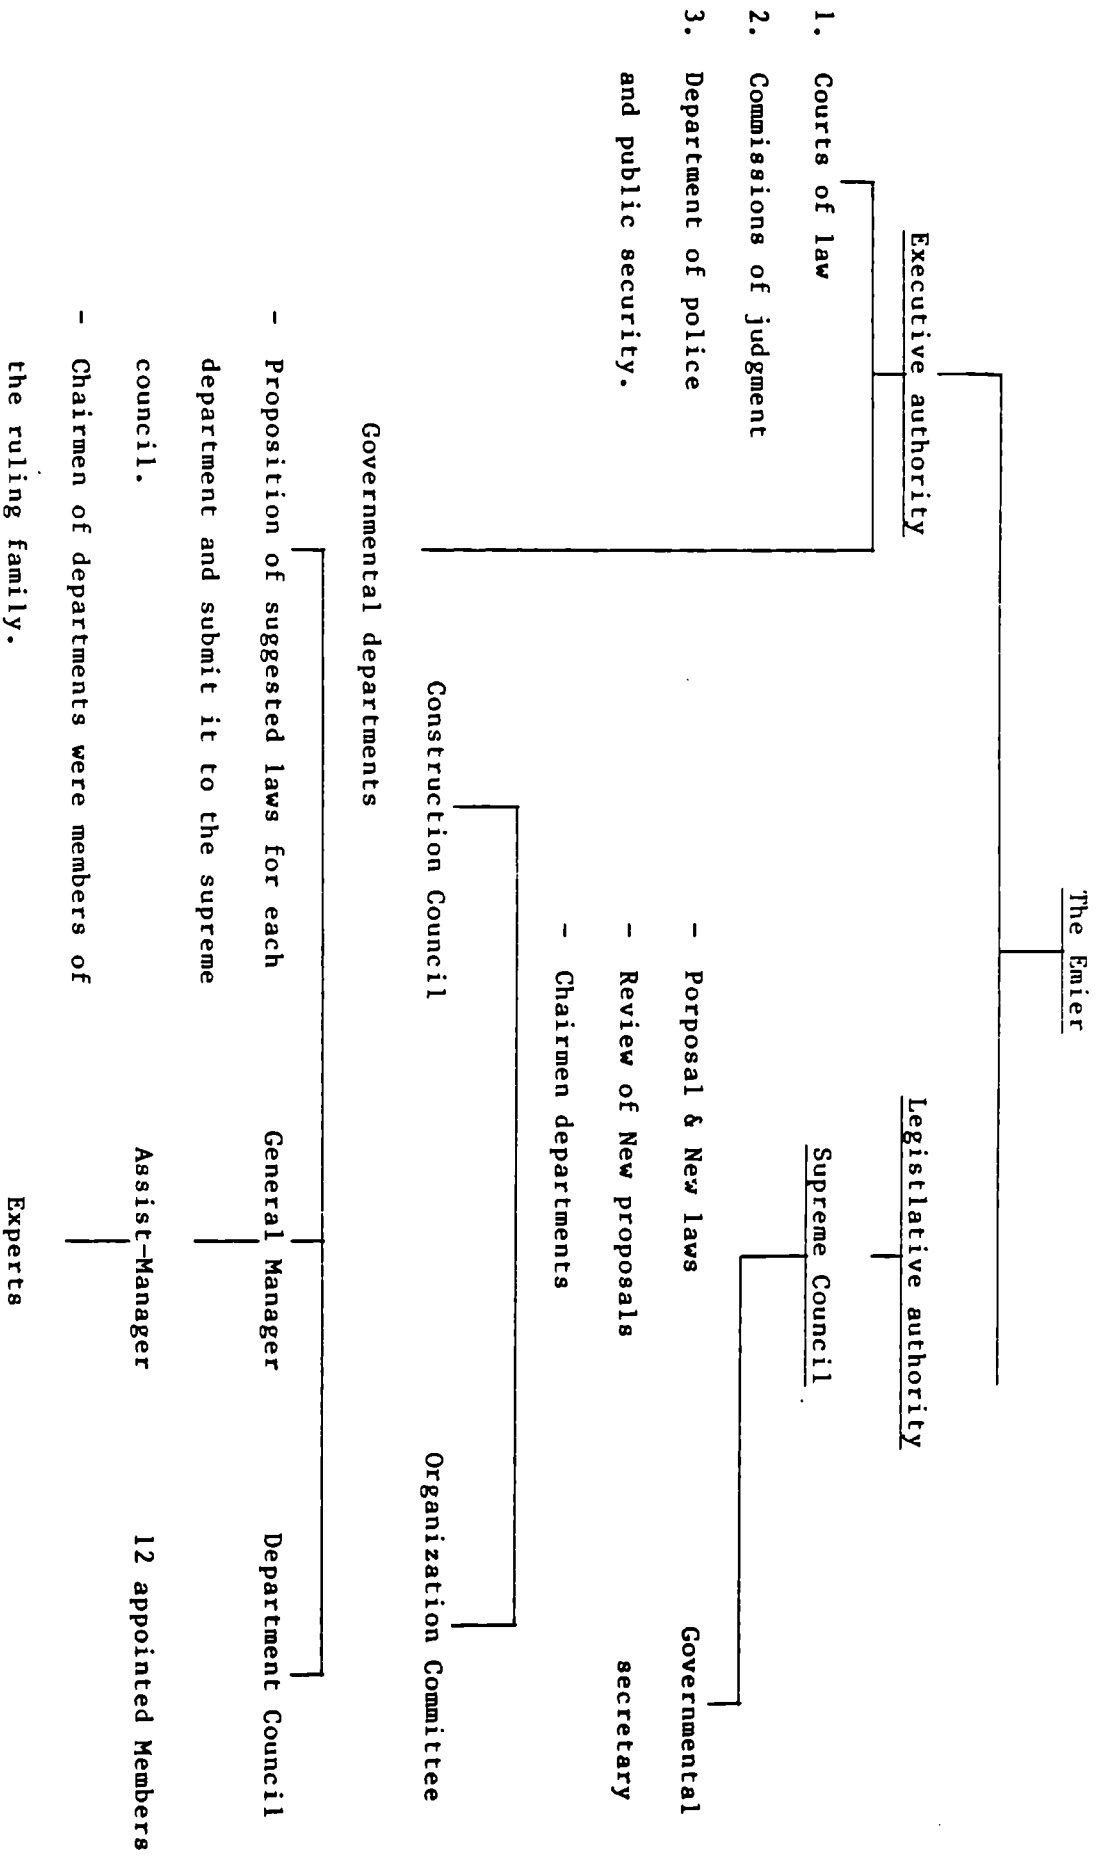 The Emier
Executive authority
Legistlative authority
1. Courts of law
2. Commissions of judgment
3. Department of police
and public security.
Supreme Council
- Porposal & New laws
- Review of New proposals
- Chairmen departments
Governmental
secretary
Construction Council
Organization Committee
Governmental departments
- Proposition of suggested laws for each
department and submit it to the supreme
council.
- Chairmen of departments were members of
the ruling family.
General Manager
Assist-Manager
Experts
Department Council
12 appointed Members